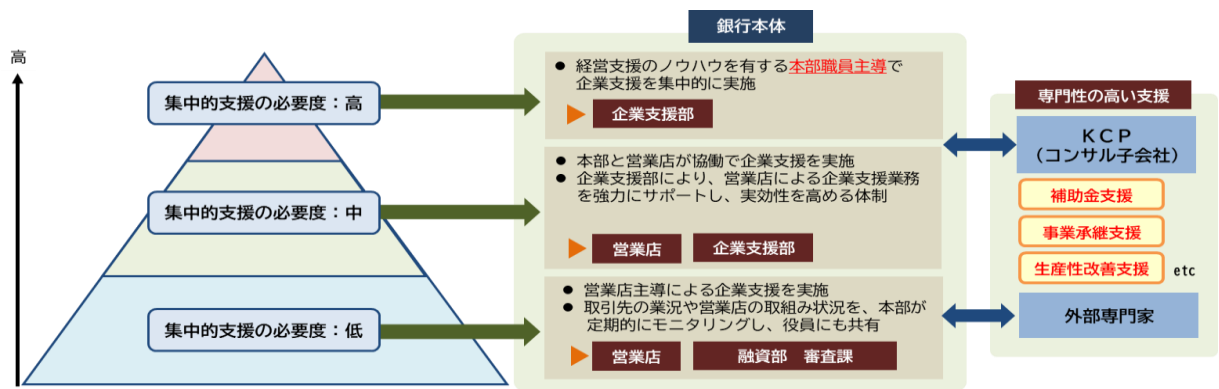 高
集中的支援の必要度：高
集中的支援の必要度：中
集中的支援の必要度：低
銀行本体
● 経営支援のノウハウを有する本部職員主導で
企業支援を集中的に実施
企業支援部
● 本部と営業店が協働で企業支援を実施
● 企業支援部により、営業店による企業支援業務
を強力にサポートし、実効性を高める体制
営業店 企業支援部
● 営業店主導による企業支援を実施
● 取引先の業況や営業店の取組み状況を、本部が
定期的にモニタリングし、役員にも共有
営業店 融資部 審査課
専門性の高い支援
ＫＣＰ
（コンサル子会社）
補助金支援
事業承継支援
生産性改善支援 etc
外部専門家